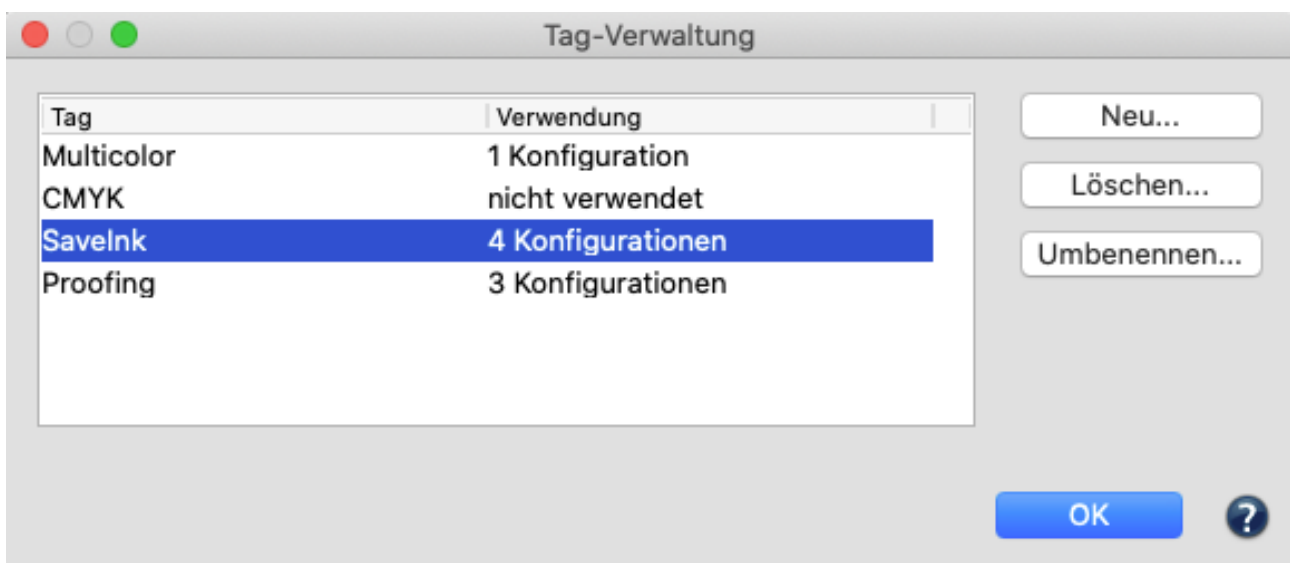 Tag-Verwaltung
Tag Verwendung
Multicolor 1 Konfiguration
CMYK nicht verwendet
SaveInk 4 Konfigurationen
Proofing 3 Konfigurationen
Neu...
Löschen...
Umbenennen...
OK ?